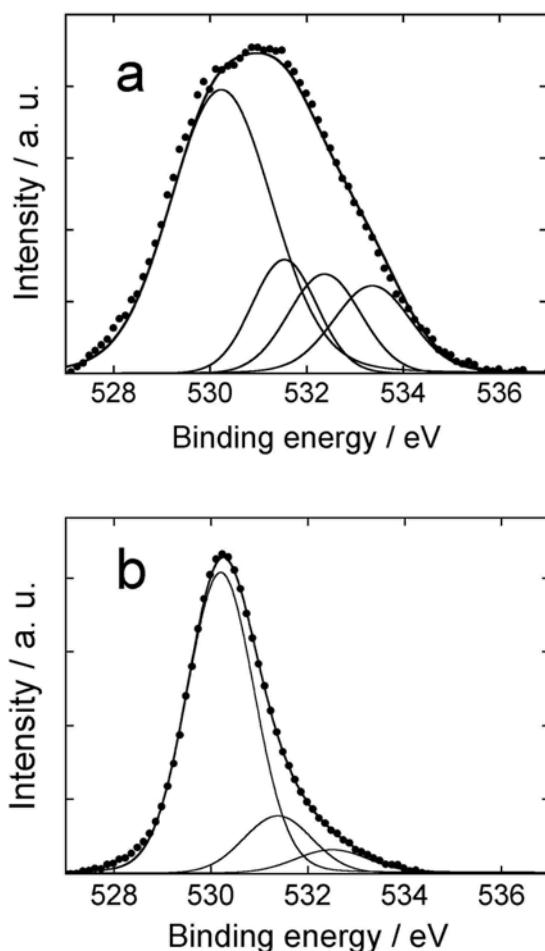 a
Intensity / a. u.
528 530 532 534 536
Binding energy / eV
b
Intensity / a. u.
528 530 532 534 536
Binding energy / eV